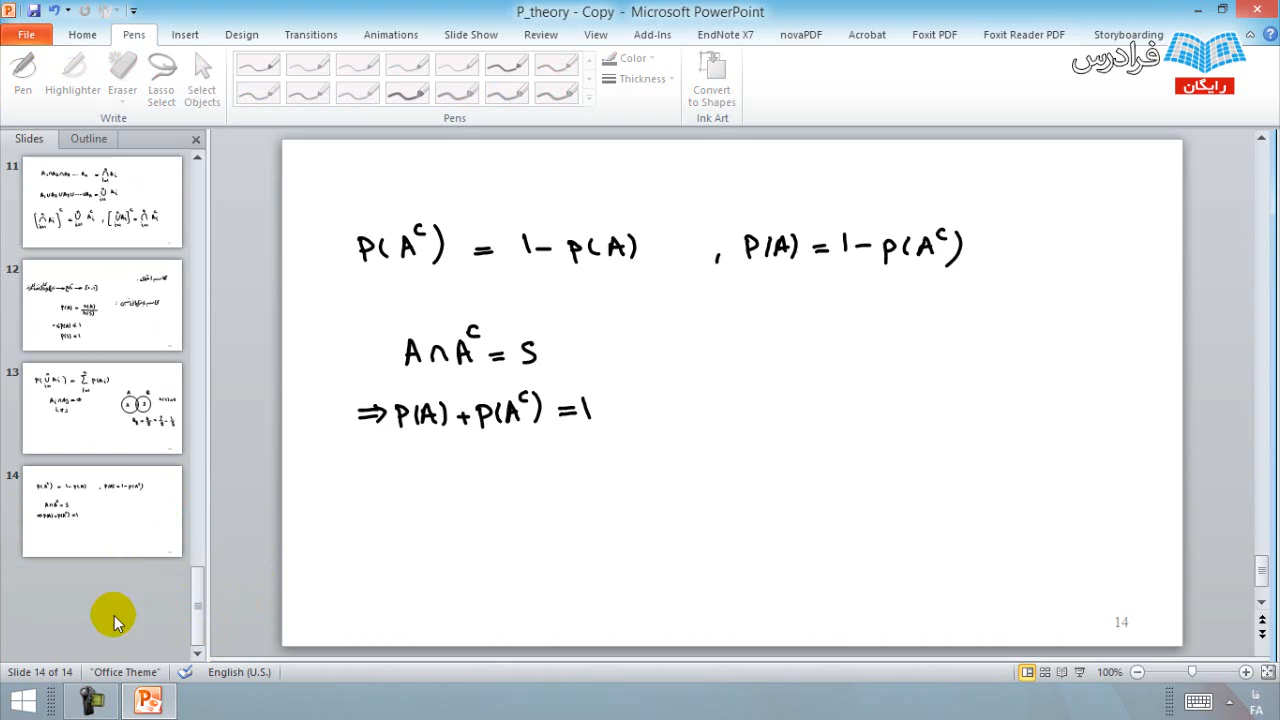 P_theory - Copy - Microsoft PowerPoint
File Home Pens Insert Design Transitions Animations Slide Show Review View Add-Ins EndNote X7 novaPDF Acrobat Foxit PDF Foxit Reader PDF Storyboarding
فرادرس
رایگان
Pen Highlighter Eraser Lasso Select Select Objects
Color
Thickness
Convert to Shapes
Write Pens Ink Art
Slides Outline
11
12
13
14
P(A^C) = 1 - P(A) , P(A) = 1 - P(A^C)
A ∩ A^C = S
⇒ P(A) + P(A^C) = 1
14
Slide 14 of 14 "Office Theme" English (U.S.) 100%
فا
FA